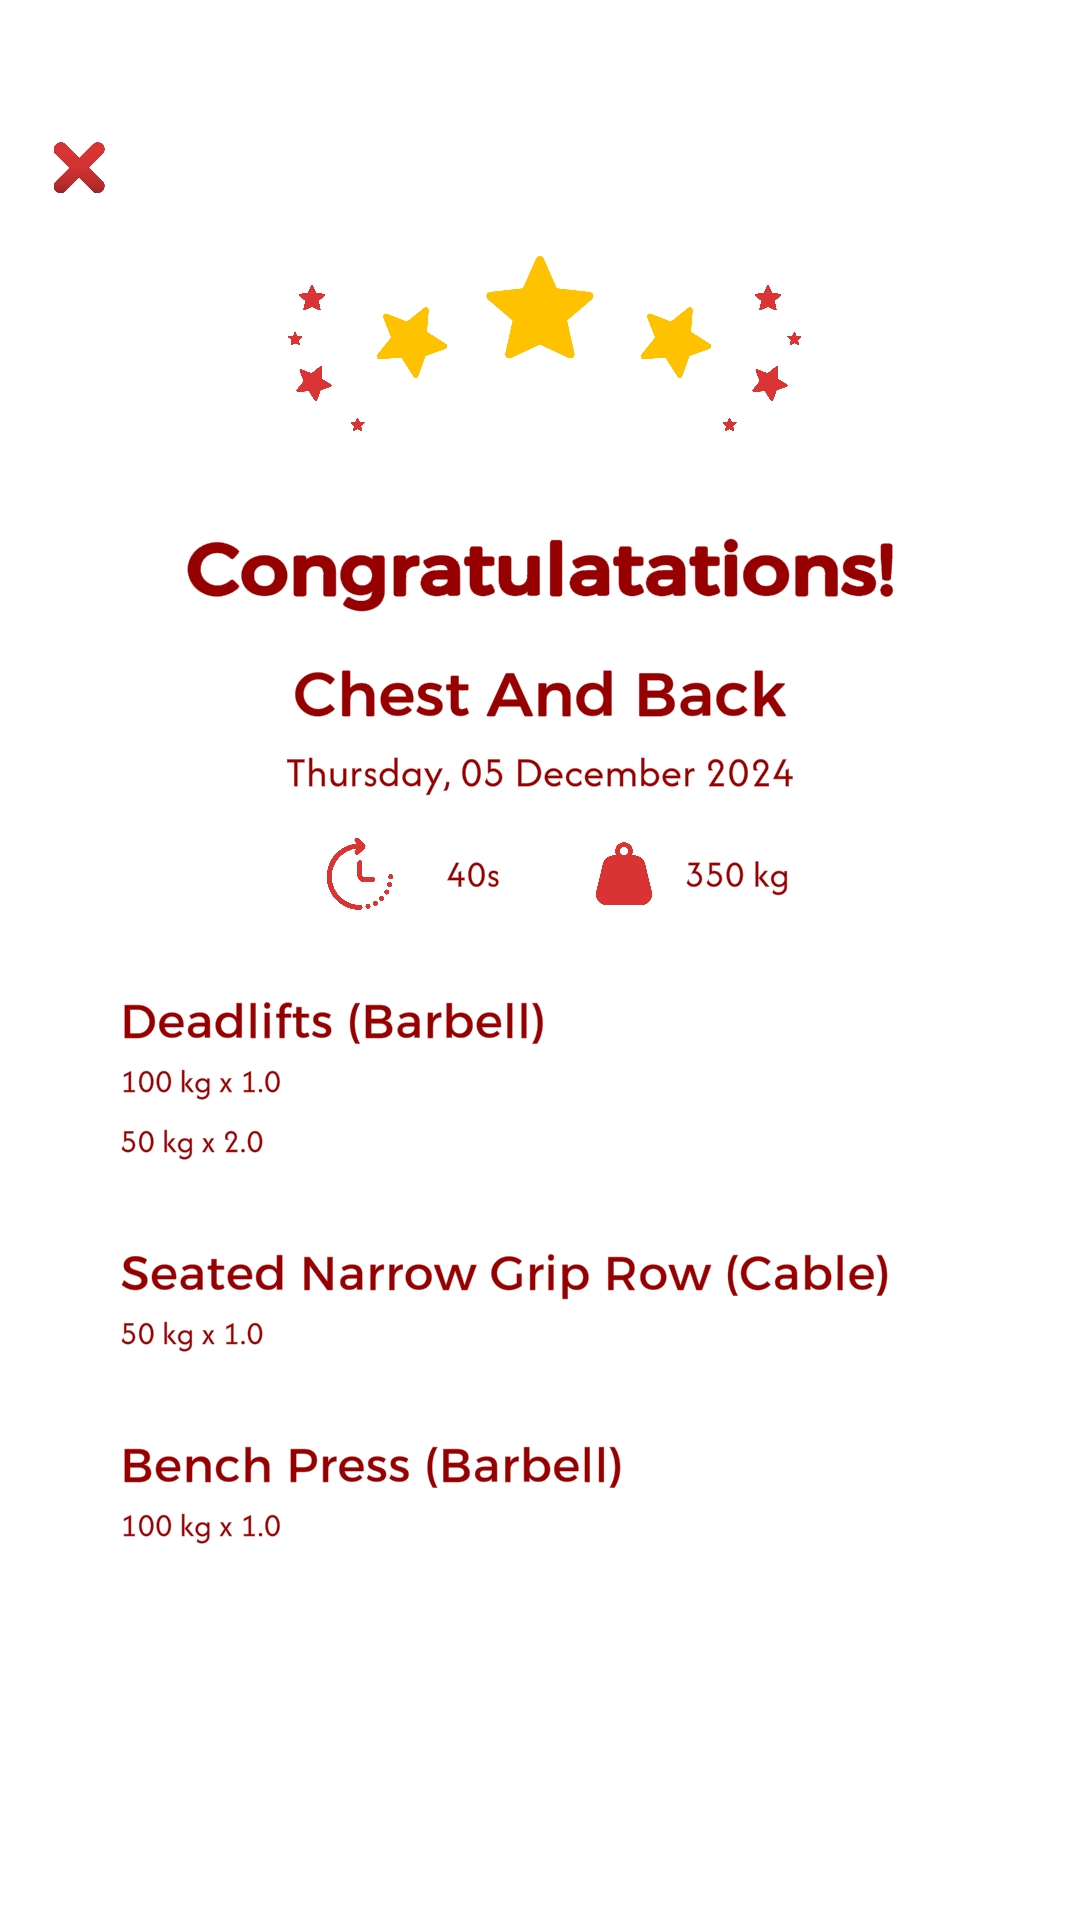 Congratulatations!
Chest And Back
Thursday, 05 December 2024
40s 350 kg
Deadlifts (Barbell)
100 kg x 1.0
50 kg x 2.0
Seated Narrow Grip Row (Cable)
50 kg x 1.0
Bench Press (Barbell)
100 kg x 1.0